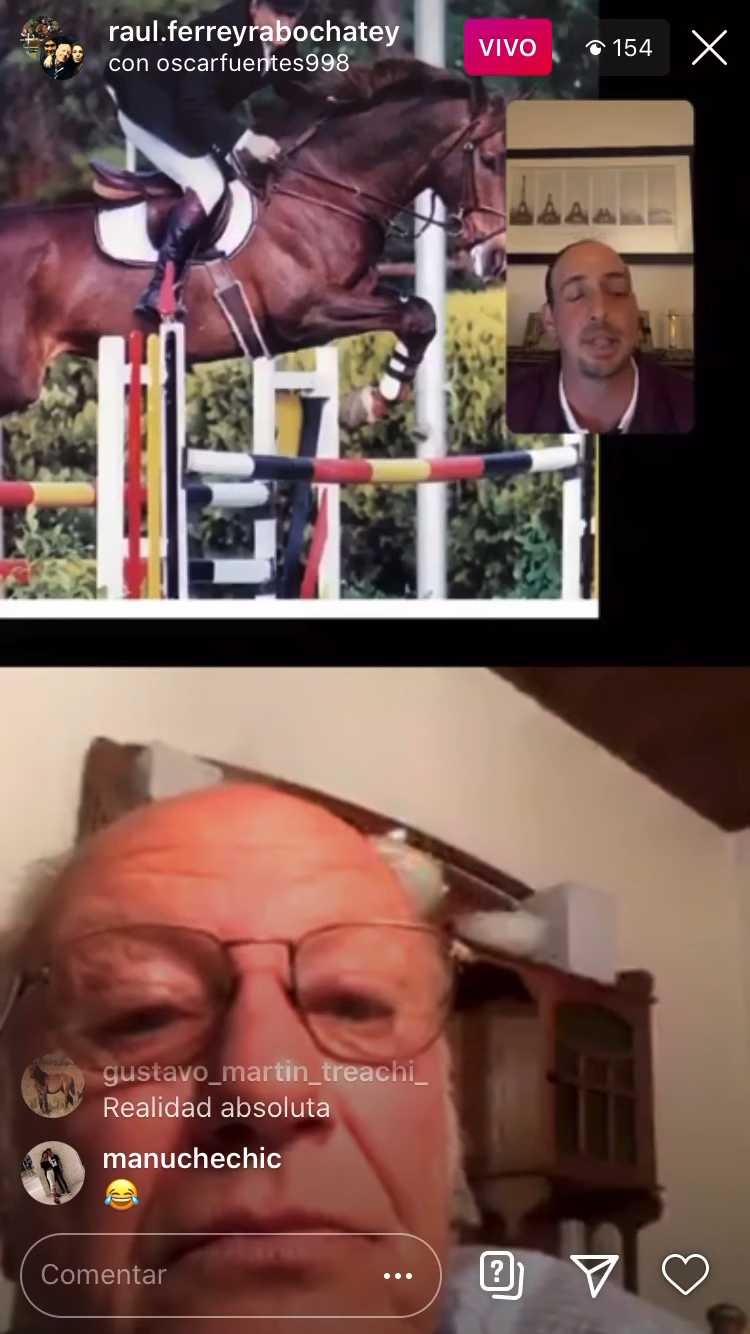 raul.ferreyrabochatey
con oscarfuentes998
VIVO
154
gustavo_martin_treachi_
Realidad absoluta
manuchechic
😂
Comentar